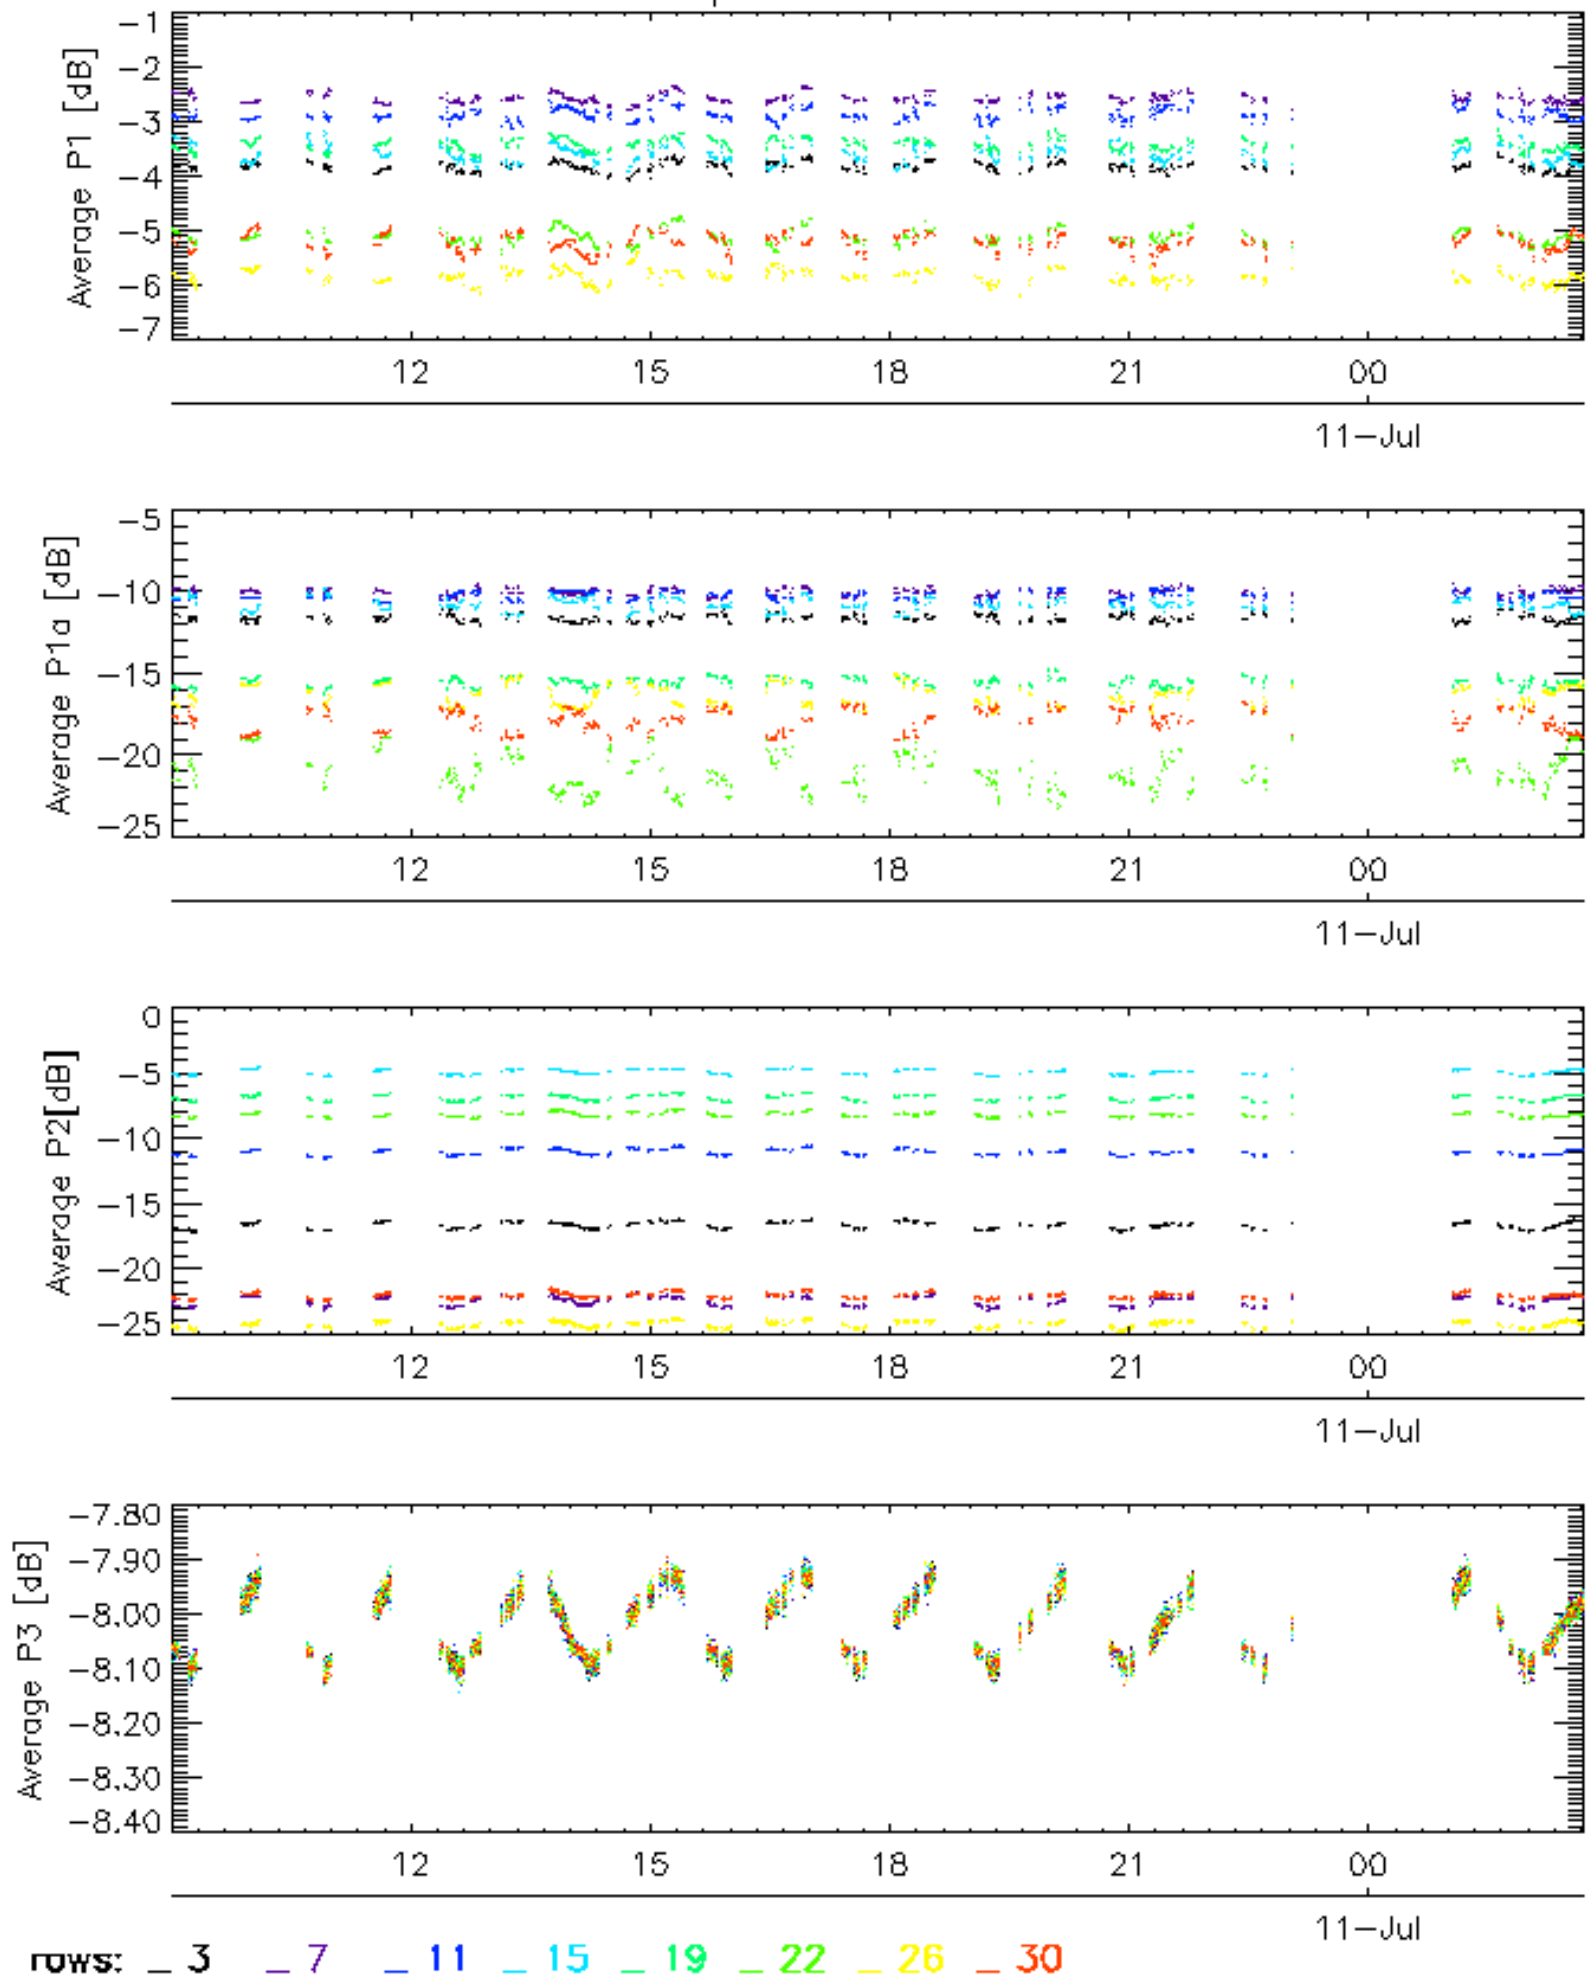 Average P1 [dB]
-1
-2
-3
-4
-5
-6
-7
12 15 18 21 00
11-Jul
Average P1a [dB]
-5
-10
-15
-20
-25
12 15 18 21 00
11-Jul
Average P2[dB]
0
-5
-10
-15
-20
-25
12 15 18 21 00
11-Jul
Average P3 [dB]
-7.80
-7.90
-8.00
-8.10
-8.20
-8.30
-8.40
12 15 18 21 00
11-Jul
rows: _ 3 _ 7 _ 11 _ 15 _ 19 _ 22 _ 26 _ 30